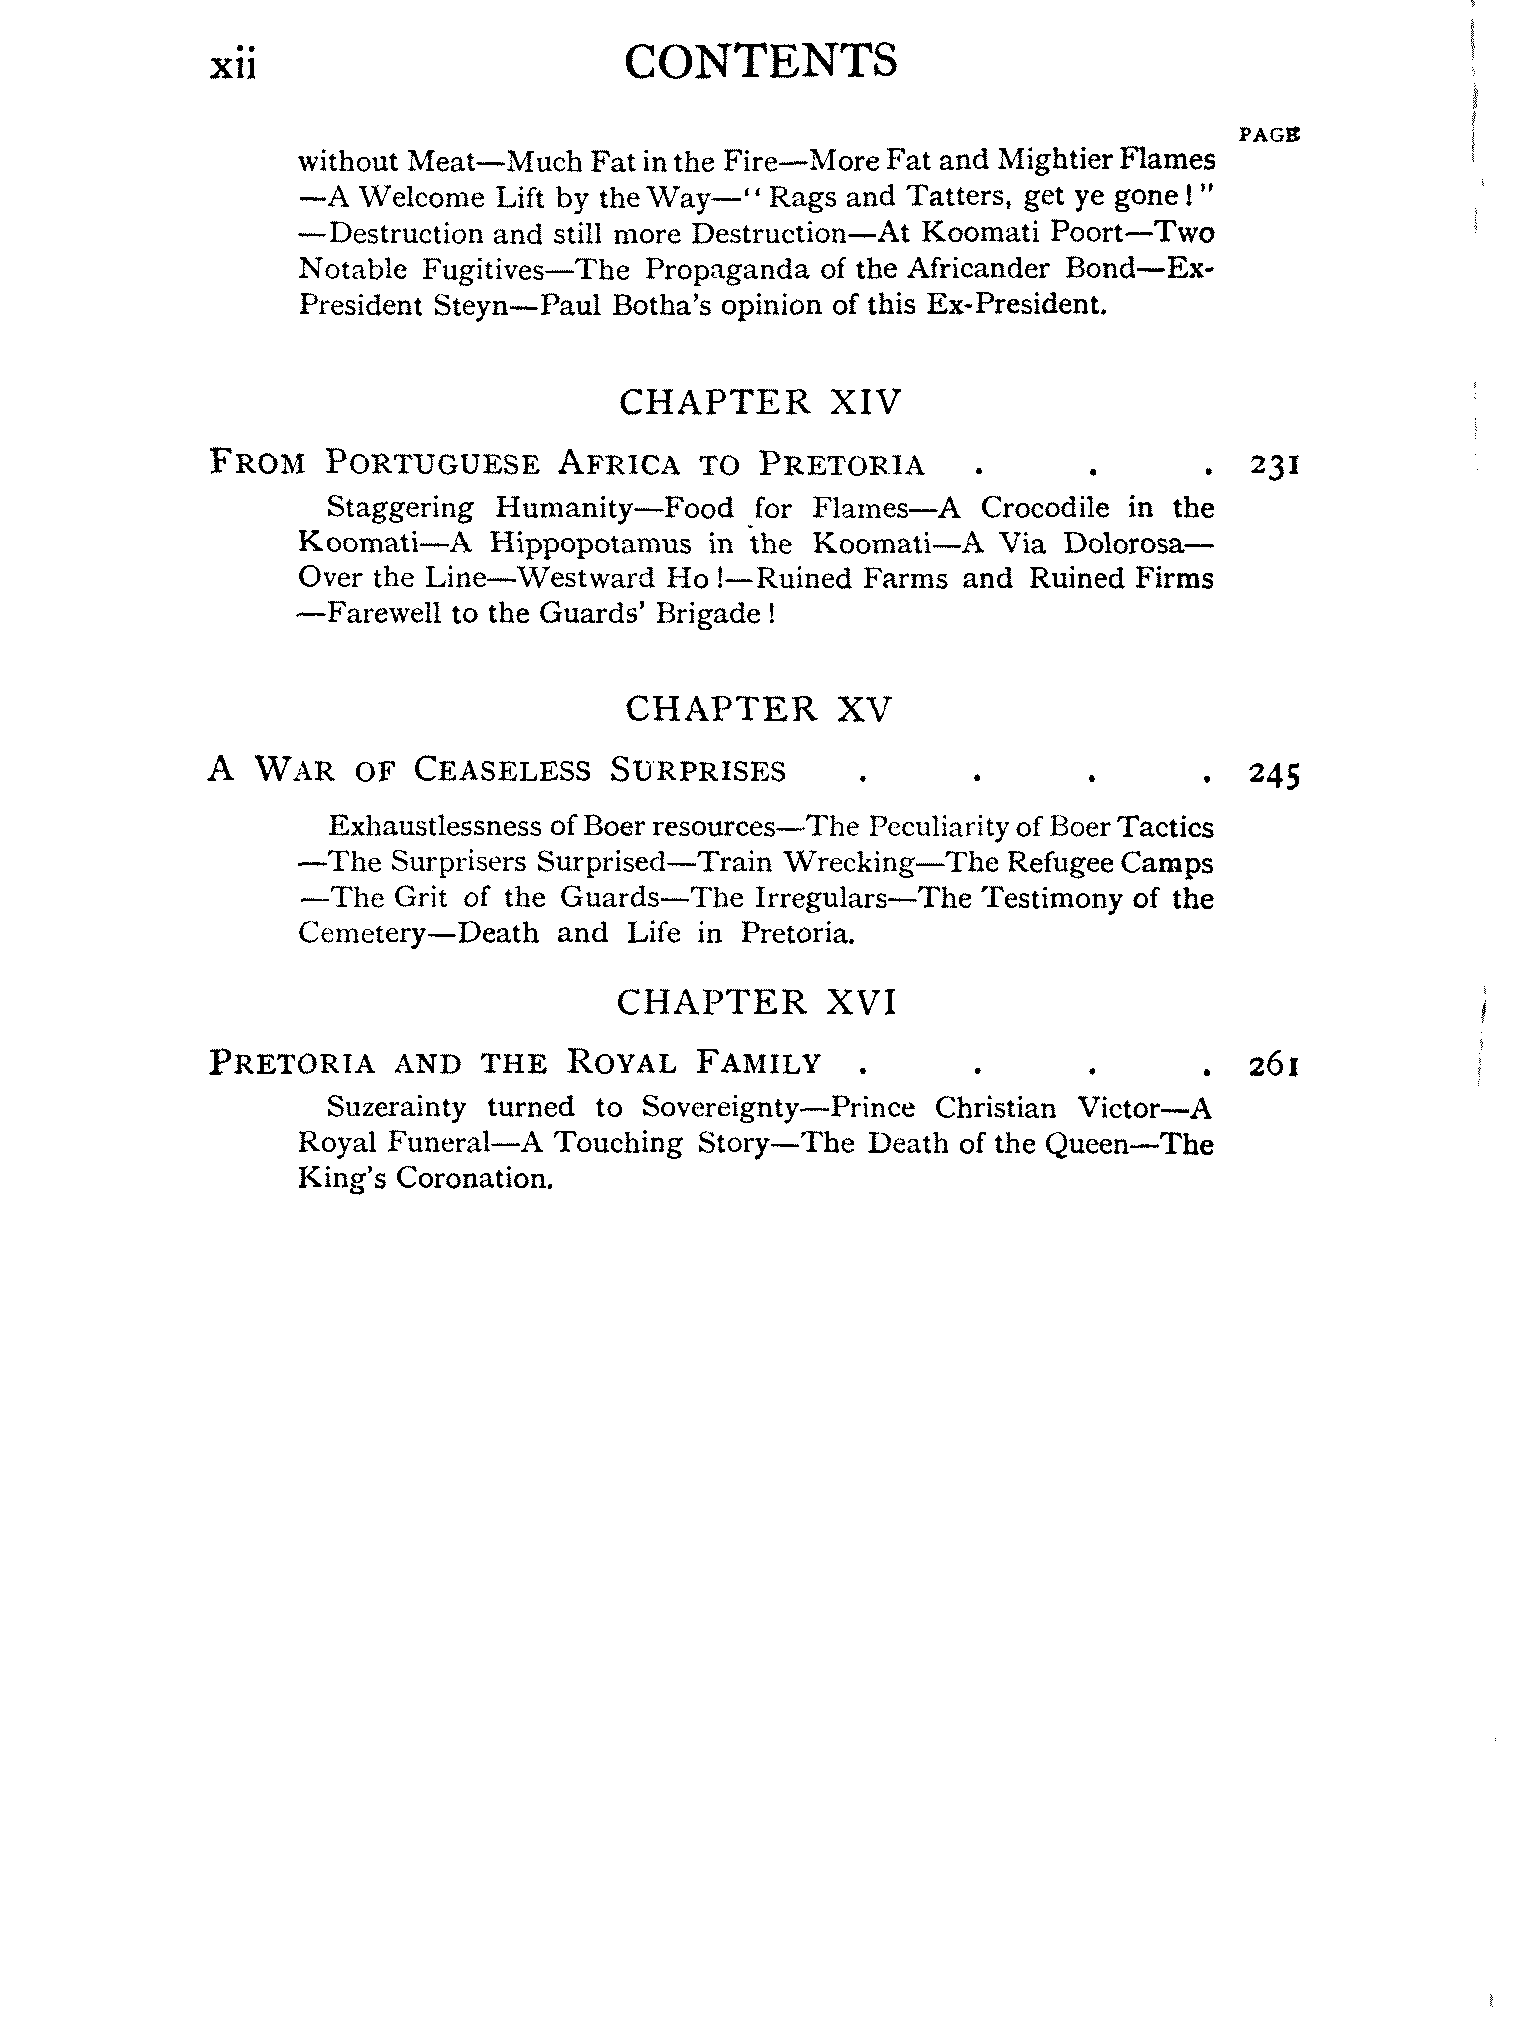 xii CONTENTS
PAGE
without Meat—Much Fat in the Fire—More Fat and Mightier Flames
—A Welcome Lift by the Way—" Rags and Tatters, get ye gone ! "
—Destruction and still more Destruction—At Koomati Poort—Two
Notable Fugitives—The Propaganda of the Africander Bond—Ex-
President Steyn—Paul Botha's opinion of this Ex-President.
CHAPTER XIV
From Portuguese Africa to Pretoria . . . 231
Staggering Humanity—Food for Flames—A Crocodile in the
Koomati—A Hippopotamus in the Koomati—A Via Dolorosa—
Over the Line—Westward Ho !—Ruined Farms and Ruined Firms
—Farewell to the Guards' Brigade !
CHAPTER XV
A War of Ceaseless Surprises . . . . 245
Exhaustlessness of Boer resources—The Peculiarity of Boer Tactics
—The Surprisers Surprised—Train Wrecking—The Refugee Camps
—The Grit of the Guards—The Irregulars—The Testimony of the
Cemetery—Death and Life in Pretoria.
CHAPTER XVI
Pretoria and the Royal Family . . . . 261
Suzerainty turned to Sovereignty—Prince Christian Victor—A
Royal Funeral—A Touching Story—The Death of the Queen—The
King's Coronation.